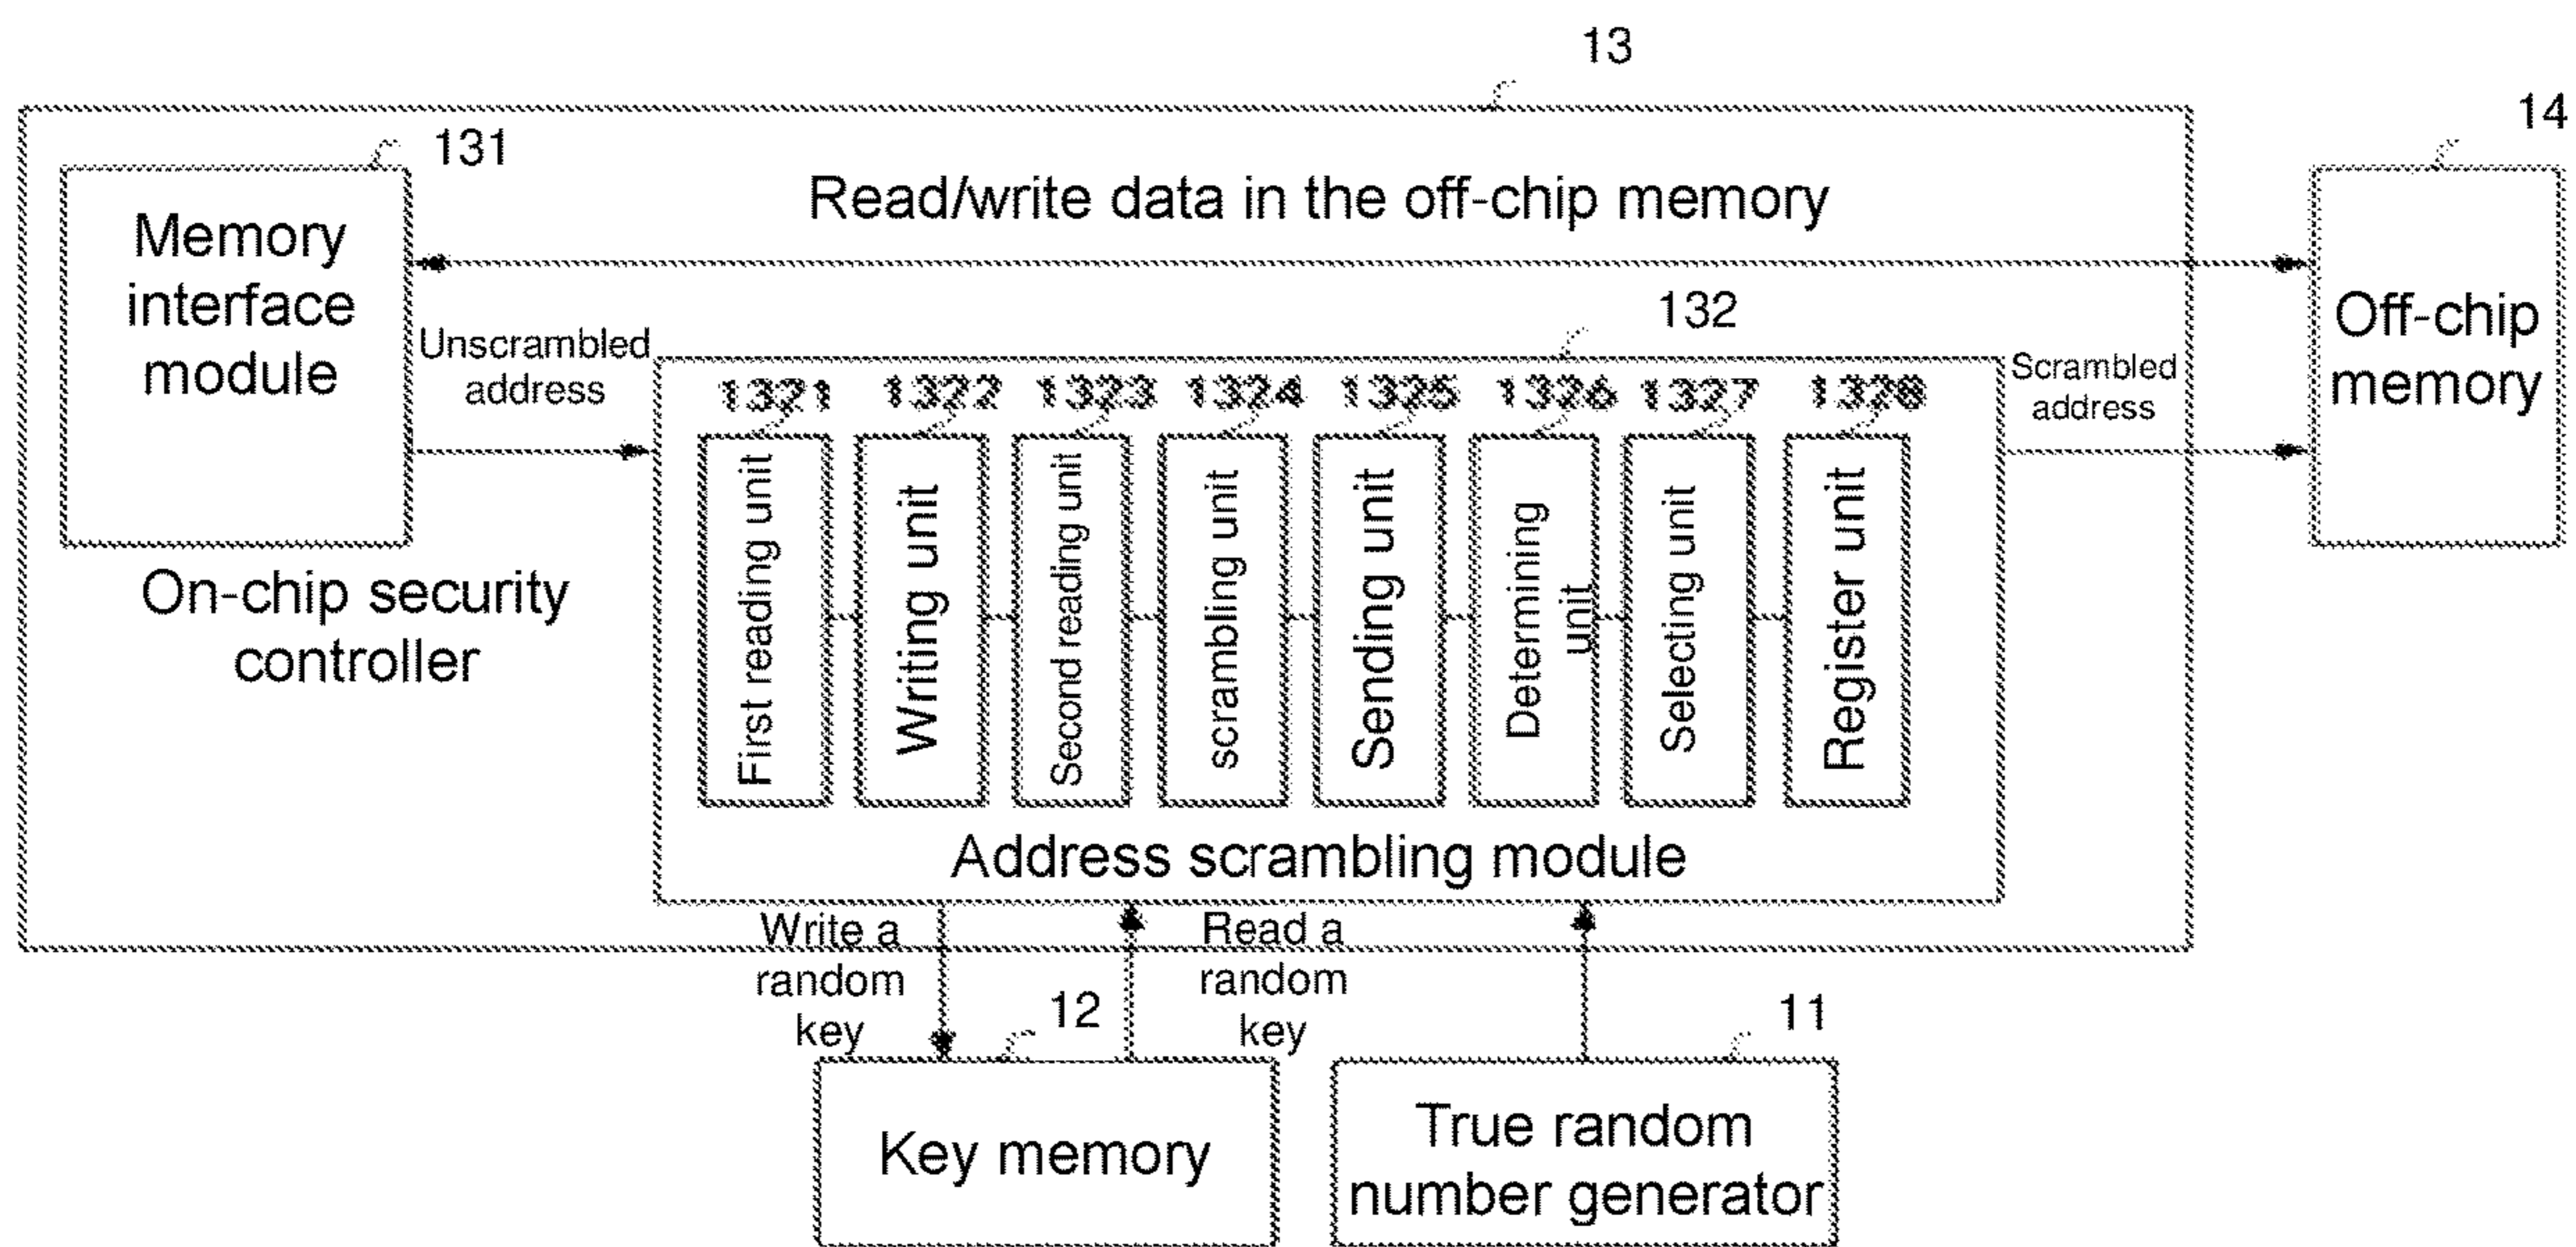 13
14
131
Read/write data in the off-chip memory
Memory
interface
module
132
Unscrambled
address
Off-chip
memory
Scrambled
address
1321 1322 1323 1324 1325 1326 1327 1328
First reading unit
Writing unit
Second reading unit
scrambling unit
Sending unit
Determining
unit
Selecting unit
Register unit
On-chip security
controller
Address scrambling module
Write a
random
key
Read a
random
key
12
11
Key memory
True random
number generator